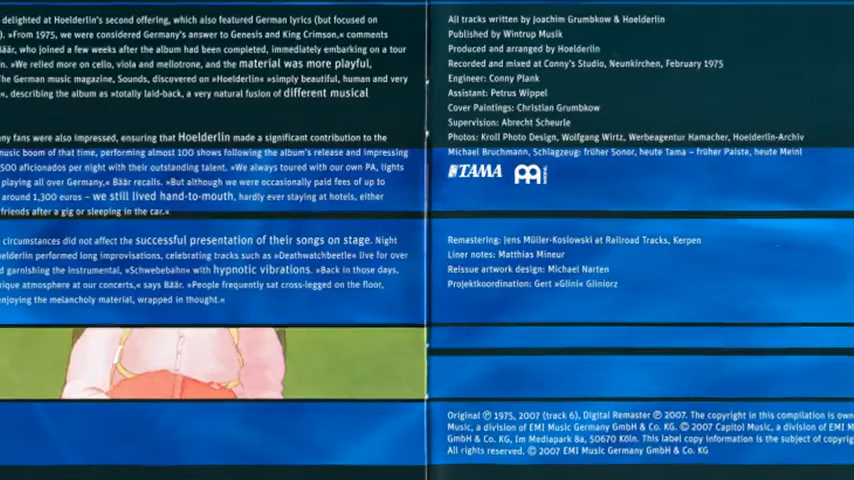 delighted at Hoelderlin's second offering, which also featured German lyrics (but focused on
). »From 1975, we were considered Germany's answer to Genesis and King Crimson,« comments
Bäär, who joined a few weeks after the album had been completed, immediately embarking on a tour
n. »We relied more on cello, viola and mellotrone, and the material was more playful,
The German music magazine, Sounds, discovered on »Hoelderlin« »simply beautiful, human and very
«, describing the album as »totally laid-back, a very natural fusion of different musical
ny fans were also impressed, ensuring that Hoelderlin made a significant contribution to the
music boom of that time, performing almost 100 shows following the album's release and impressing
500 aficionados per night with their outstanding talent. »We always toured with our own PA, lights
playing all over Germany,« Bäär recalls. »But although we were occasionally paid fees of up to
around 1,300 euros – we still lived hand-to-mouth, hardly ever staying at hotels, either
friends after a gig or sleeping in the car.«
circumstances did not affect the successful presentation of their songs on stage. Night
oelderlin performed long improvisations, celebrating tracks such as »Deathwatchbeetle« live for over
d garnishing the instrumental, »Schwebebahn« with hypnotic vibrations. »Back in those days,
nique atmosphere at our concerts,« says Bäär. »People frequently sat cross-legged on the floor,
enjoying the melancholy material, wrapped in thought.«
All tracks written by Joachim Grumbkow & Hoelderlin
Published by Wintrup Musik
Produced and arranged by Hoelderlin
Recorded and mixed at Conny's Studio, Neunkirchen, February 1975
Engineer: Conny Plank
Assistant: Petrus Wippel
Cover Paintings: Christian Grumbkow
Supervision: Abrecht Scheurle
Photos: Kroll Photo Design, Wolfgang Wirtz, Werbeagentur Hamacher, Hoelderlin-Archiv
Michael Bruchmann, Schlagzeug: früher Sonor, heute Tama – früher Paiste, heute Meinl
TAMA
Remastering: Jens Müller-Koslowski at Railroad Tracks, Kerpen
Liner notes: Matthias Mineur
Reissue artwork design: Michael Narten
Projektkoordination: Gert »Glini« Gliniorz
Original ℗ 1975, 2007 (track 6). Digital Remaster ℗ 2007. The copyright in this compilation is own
Music, a division of EMI Music Germany GmbH & Co. KG. © 2007 Capitol Music, a division of EMI M
GmbH & Co. KG, Im Mediapark 8a, 50670 Köln. This label copy information is the subject of copyrig
All rights reserved. © 2007 EMI Music Germany GmbH & Co. KG